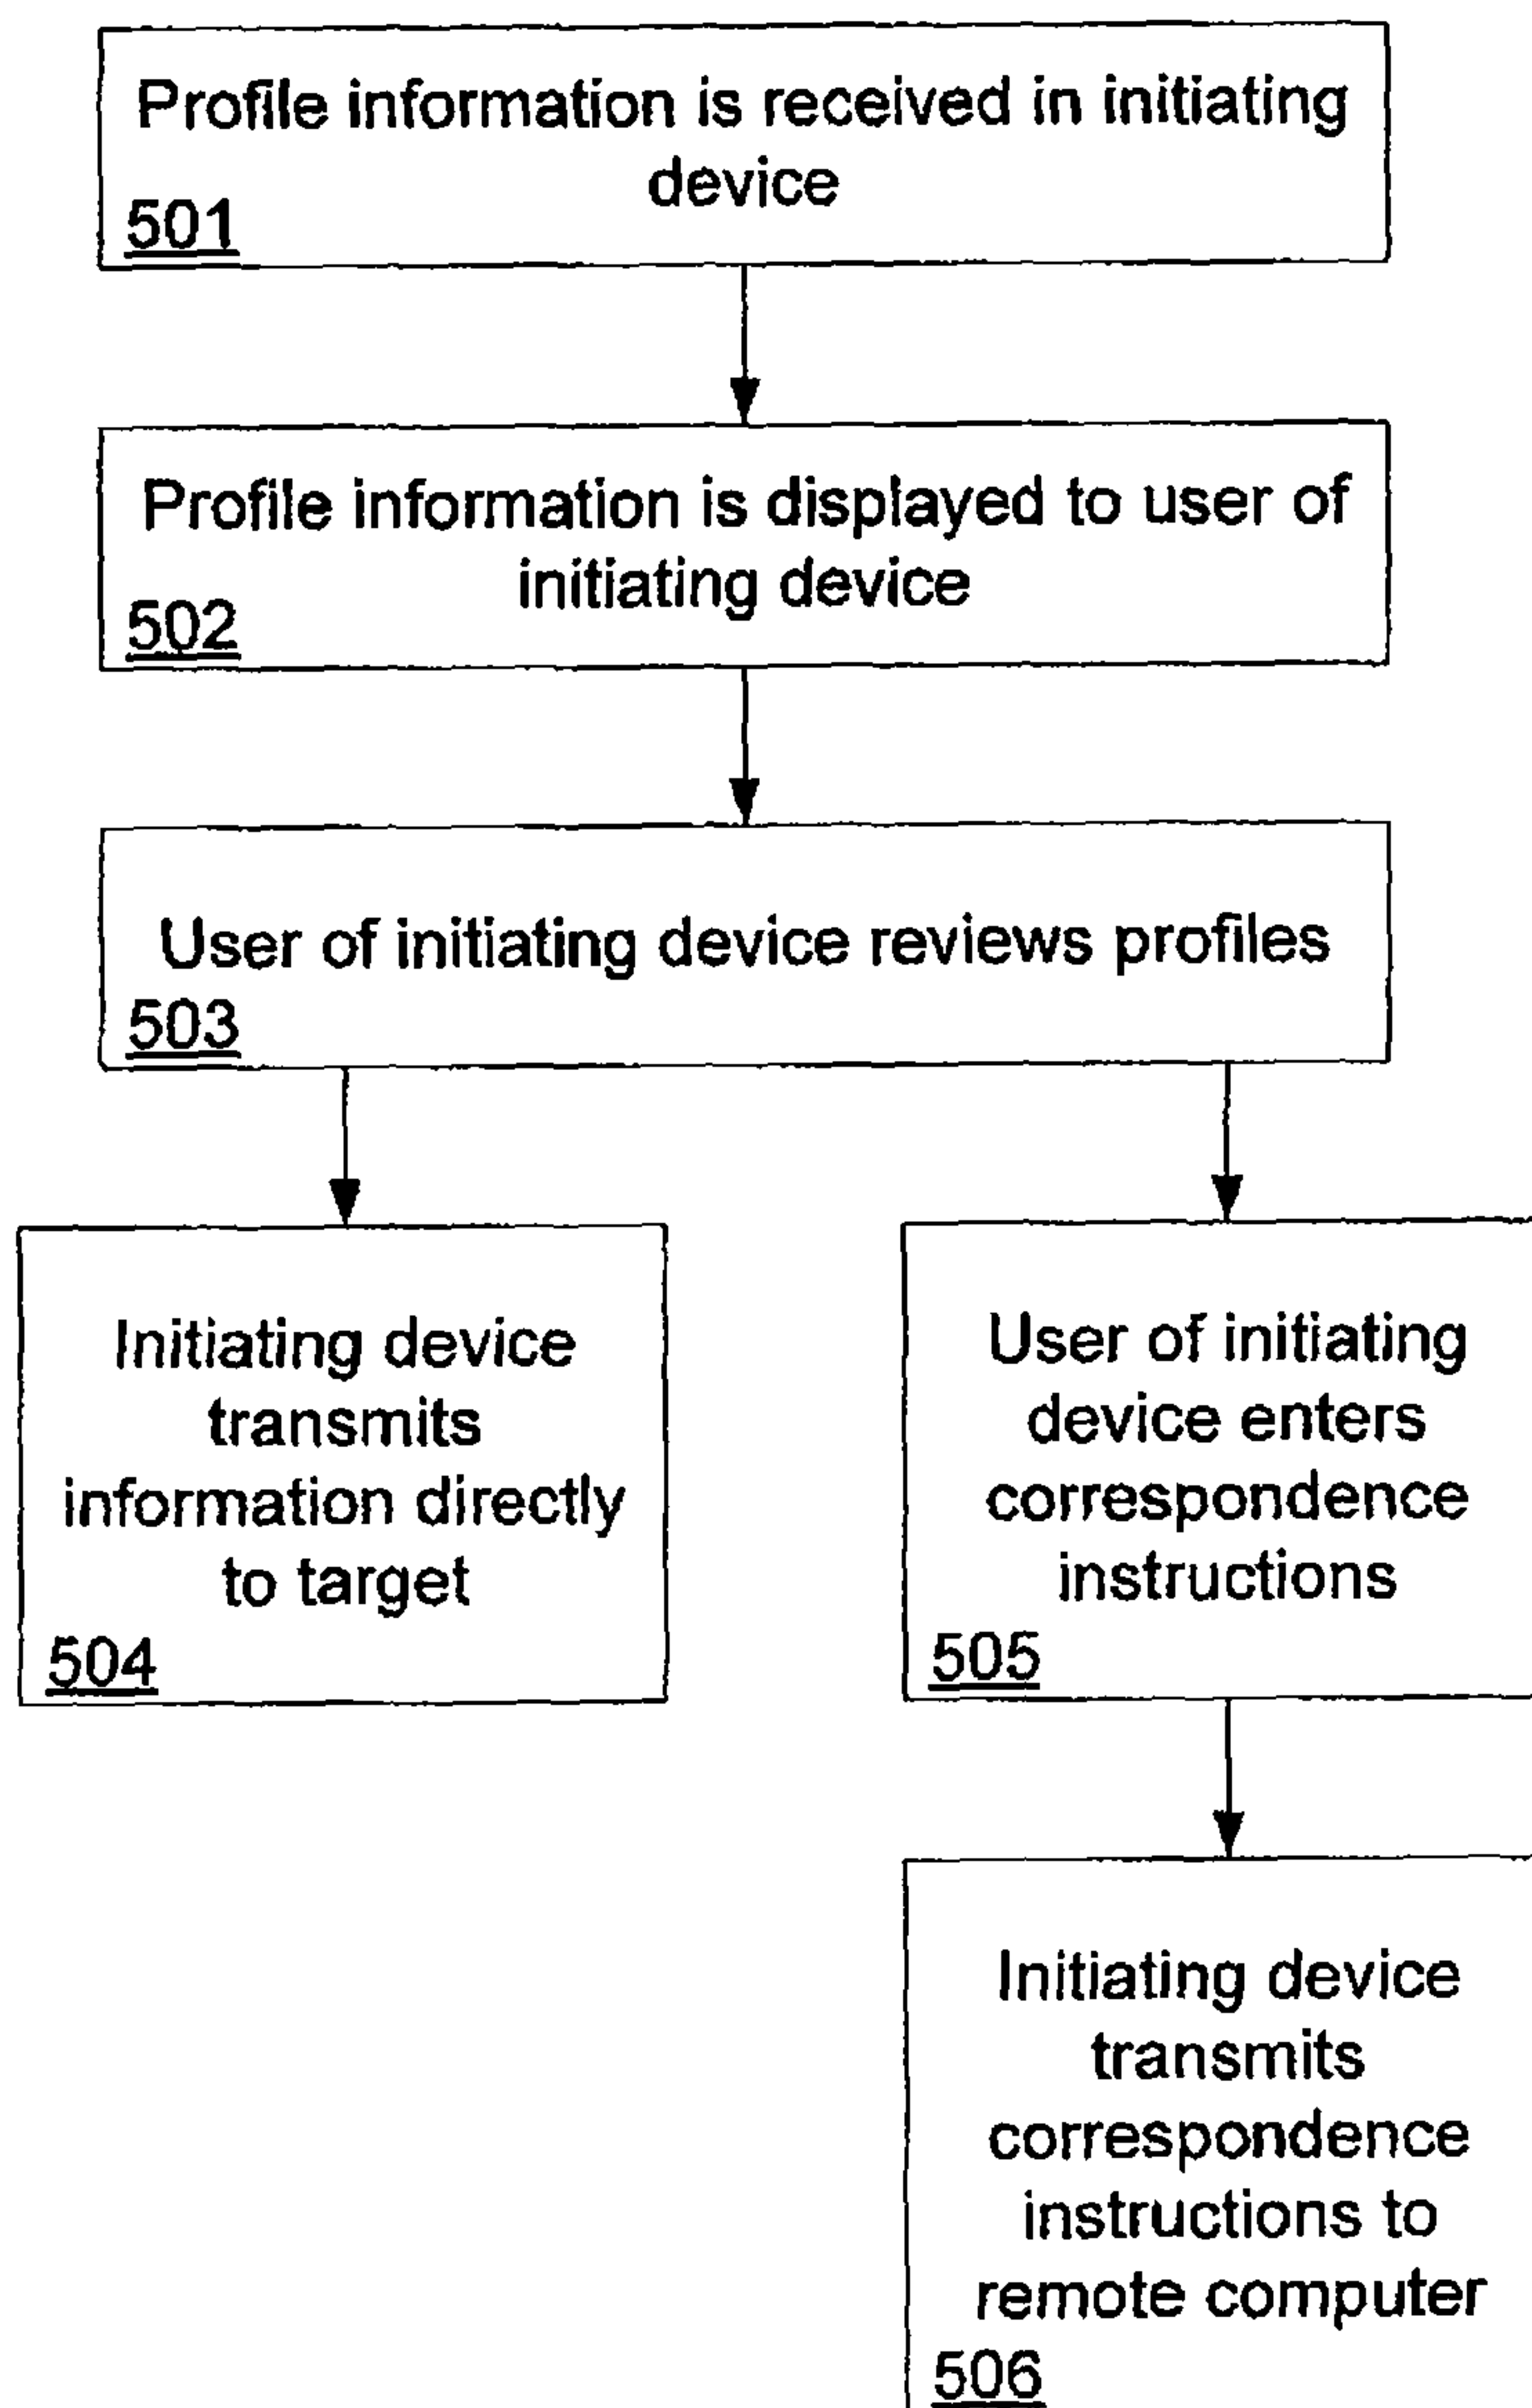 Profile information is received in initiating
device
501
Profile information is displayed to user of
initiating device
502
User of initiating device reviews profiles
503
Initiating device
transmits
information directly
to target
504
User of initiating
device enters
correspondence
instructions
505
Initiating device
transmits
correspondence
instructions to
remote computer
506